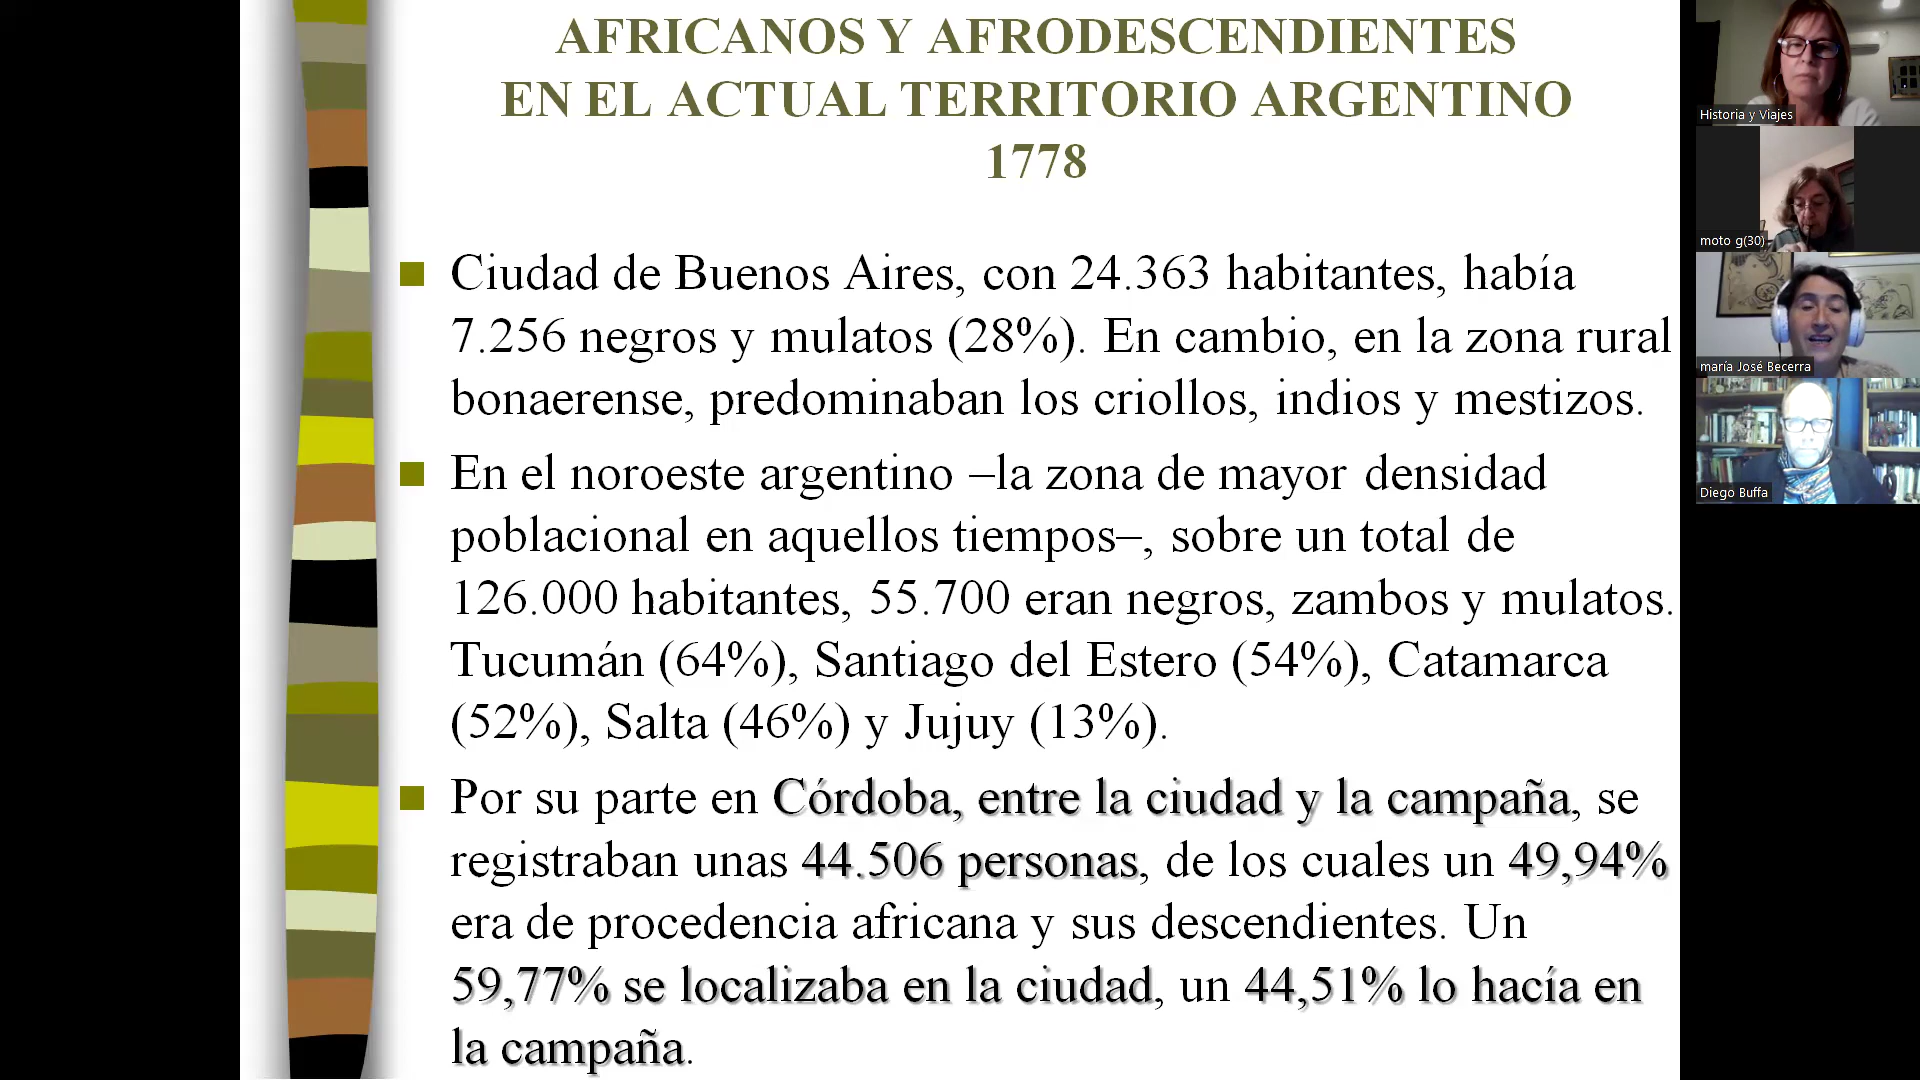 AFRICANOS Y AFRODESCENDIENTES
EN EL ACTUAL TERRITORIO ARGENTINO
1778
Ciudad de Buenos Aires, con 24.363 habitantes, había
7.256 negros y mulatos (28%). En cambio, en la zona rural
bonaerense, predominaban los criollos, indios y mestizos.
En el noroeste argentino –la zona de mayor densidad
poblacional en aquellos tiempos–, sobre un total de
126.000 habitantes, 55.700 eran negros, zambos y mulatos.
Tucumán (64%), Santiago del Estero (54%), Catamarca
(52%), Salta (46%) y Jujuy (13%).
Por su parte en Córdoba, entre la ciudad y la campaña, se
registraban unas 44.506 personas, de los cuales un 49,94%
era de procedencia africana y sus descendientes. Un
59,77% se localizaba en la ciudad, un 44,51% lo hacía en
la campaña.
Historia y Viajes
moto g(30)
maría José Becerra
Diego Buffa